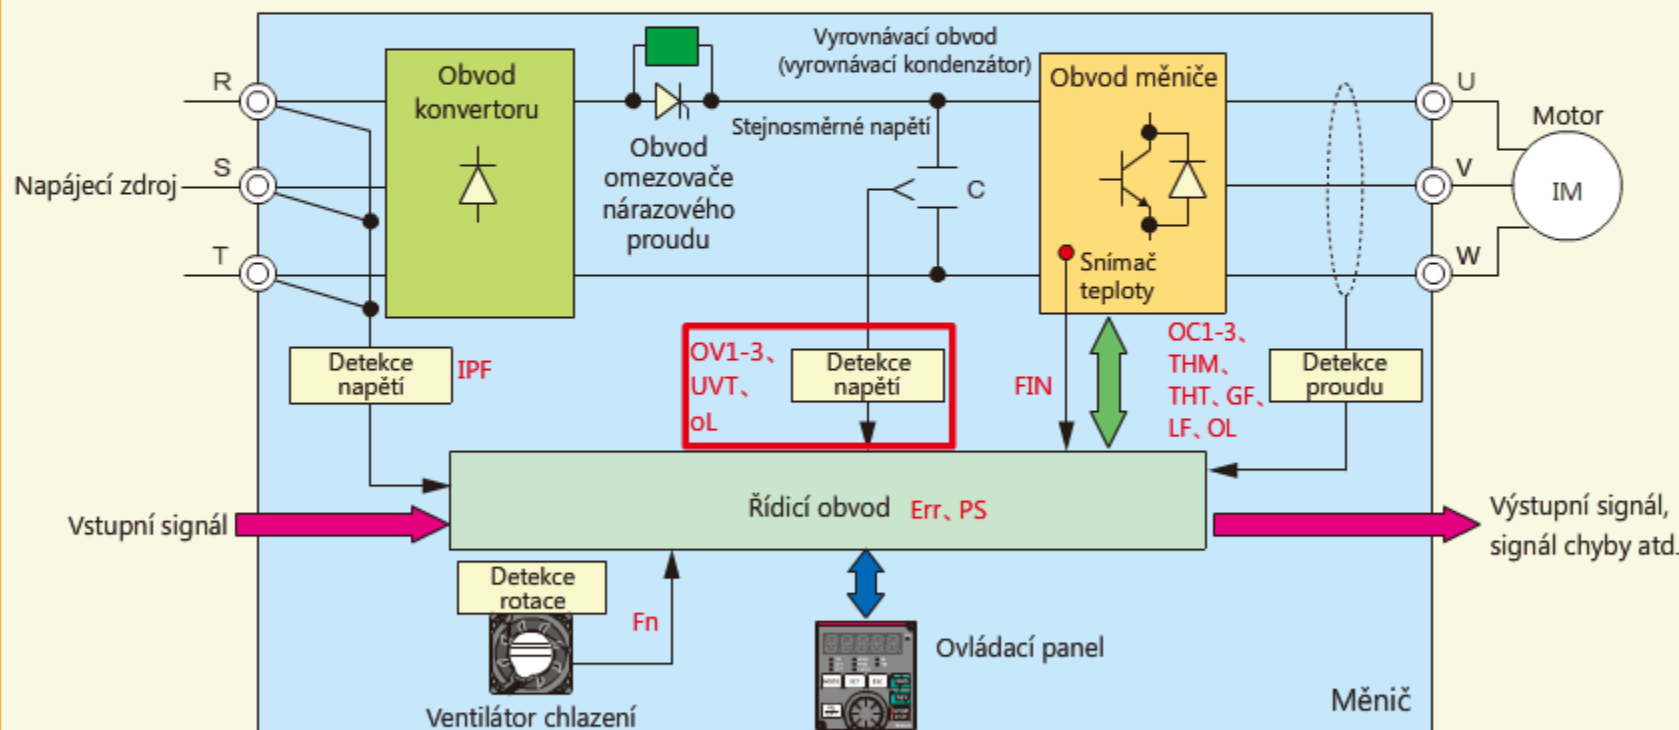 R
S
T
Napájecí zdroj
Obvod
konvertoru
Obvod
omezovače
nárazového
proudu
Vyrovnávací obvod
(vyrovnávací kondenzátor)
Stejnosměrné napětí
C
Obvod měniče
Snímač
teploty
U
V
W
Motor
IM
Detekce
napětí
IPF
OV1-3、
UVT、
oL
Detekce
napětí
FIN
OC1-3、
THM、
THT、GF、
LF、OL
Detekce
proudu
Řídicí obvod Err、PS
Vstupní signál
Výstupní signál,
signál chyby atd.
Detekce
rotace
Fn
Ventilátor chlazení
Ovládací panel
Měnič